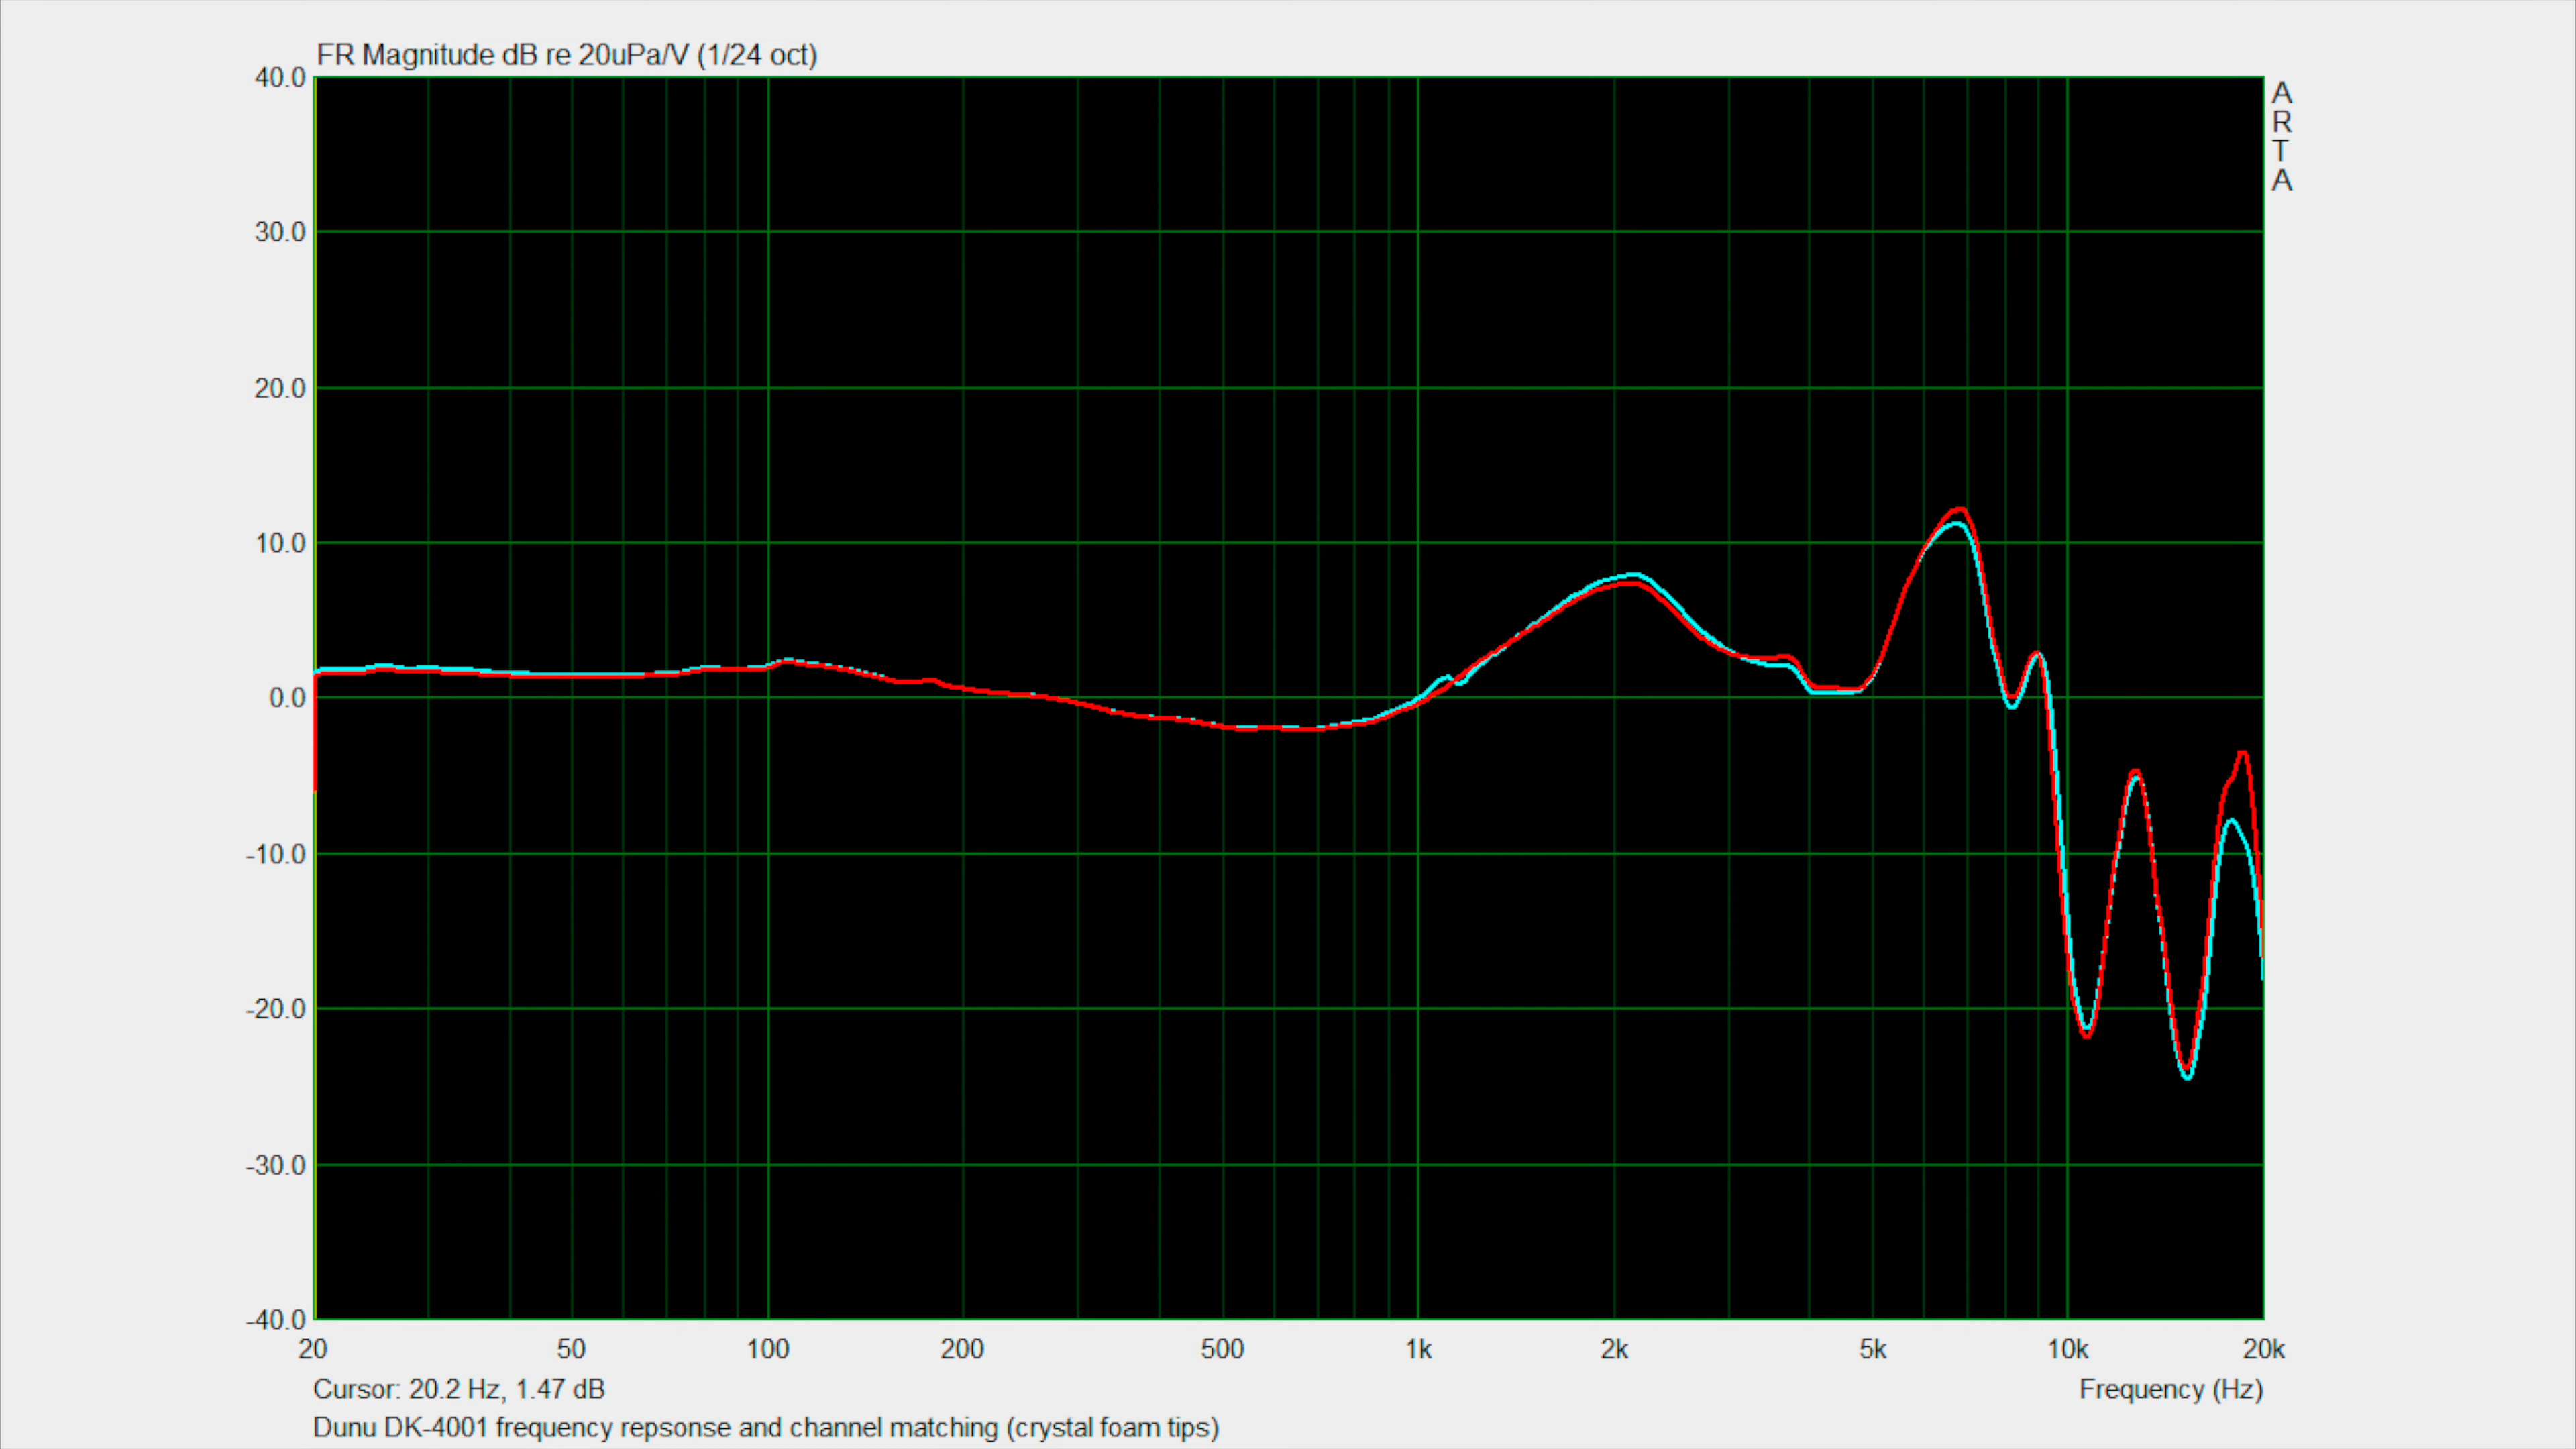 FR Magnitude dB re 20uPa/V (1/24 oct)
40.0
30.0
20.0
10.0
0.0
-10.0
-20.0
-30.0
-40.0
A
R
T
A
20 50 100 200 500 1k 2k 5k 10k 20k
Cursor: 20.2 Hz, 1.47 dB Frequency (Hz)
Dunu DK-4001 frequency repsonse and channel matching (crystal foam tips)